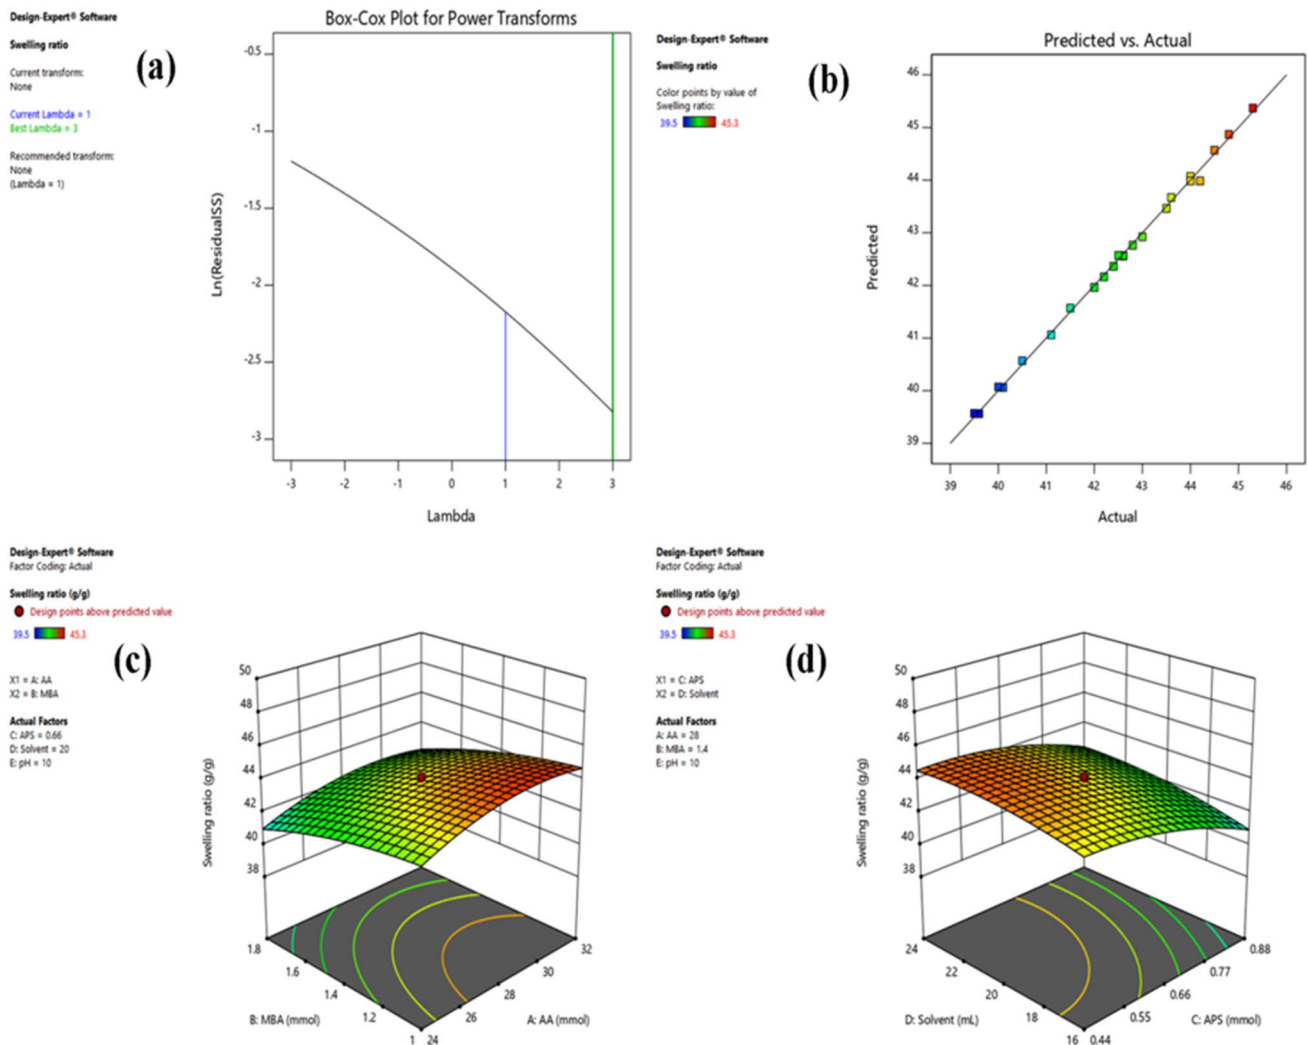 Design-Expert® Software
Swelling ratio
Current transform:
None
Current Lambda = 1
Best Lambda = 3
Recommended transform:
None
(Lambda = 1)
(a)
Box-Cox Plot for Power Transforms
-0.5
-1
-1.5
-2
-2.5
-3
Ln(ResidualSS)
-3 -2 -1 0 1 2 3
Lambda
Design-Expert® Software
Swelling ratio
Color points by value of
Swelling ratio:
39.5 45.3
(b)
Predicted vs. Actual
46
45
44
43
42
41
40
39
Predicted
39 40 41 42 43 44 45 46
Actual
Design-Expert® Software
Factor Coding: Actual
Swelling ratio (g/g)
Design points above predicted value
39.5 45.3
X1 = A: AA
X2 = B: MBA
Actual Factors
C: APS = 0.66
D: Solvent = 20
E: pH = 10
(c)
50
48
46
44
42
40
38
Swelling ratio (g/g)
1.8 1.6 1.4 1.2 1
B: MBA (mmol)
24 26 28 30 32
A: AA (mmol)
Design-Expert® Software
Factor Coding: Actual
Swelling ratio (g/g)
Design points above predicted value
39.5 45.3
X1 = C: APS
X2 = D: Solvent
Actual Factors
A: AA = 28
B: MBA = 1.4
E: pH = 10
(d)
50
48
46
44
42
40
38
Swelling ratio (g/g)
24 22 20 18 16
D: Solvent (mL)
0.44 0.55 0.66 0.77 0.88
C: APS (mmol)